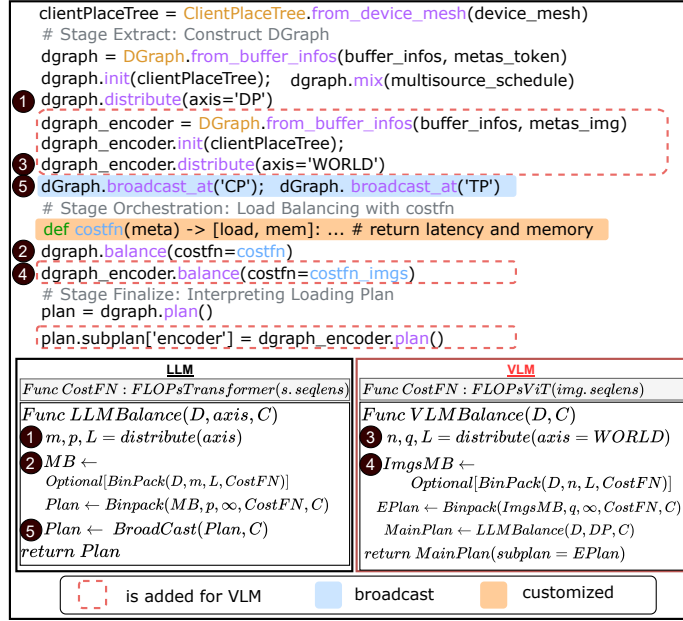 clientPlaceTree = ClientPlaceTree.from_device_mesh(device_mesh)
# Stage Extract: Construct DGraph
dgraph = DGraph.from_buffer_infos(buffer_infos, metas_token)
dgraph.init(clientPlaceTree); dgraph.mix(multisource_schedule)
1 dgraph.distribute(axis='DP')
dgraph_encoder = DGraph.from_buffer_infos(buffer_infos, metas_img)
dgraph_encoder.init(clientPlaceTree);
3 dgraph_encoder.distribute(axis='WORLD')
5 dGraph.broadcast_at('CP'); dGraph. broadcast_at('TP')
# Stage Orchestration: Load Balancing with costfn
def costfn(meta) -> [load, mem]: ... # return latency and memory
2 dgraph.balance(costfn=costfn)
4 dgraph_encoder.balance(costfn=costfn_imgs)
# Stage Finalize: Interpreting Loading Plan
plan = dgraph.plan()
plan.subplan['encoder'] = dgraph_encoder.plan()
LLM
Func CostFN : FLOPsTransformer(s.seqlens)
Func LLMBalance(D, axis, C)
1 m, p, L = distribute(axis)
2 MB ←
Optional[BinPack(D, m, L, CostFN)]
Plan ← Binpack(MB, p, ∞, CostFN, C)
5 Plan ← BroadCast(Plan, C)
return Plan
VLM
Func CostFN : FLOPsViT(img.seqlens)
Func VLMBalance(D, C)
3 n, q, L = distribute(axis = WORLD)
4 ImgsMB ←
Optional[BinPack(D, n, L, CostFN)]
EPlan ← Binpack(ImgsMB, q, ∞, CostFN, C)
MainPlan ← LLMBalance(D, DP, C)
return MainPlan(subplan = EPlan)
is added for VLM broadcast customized